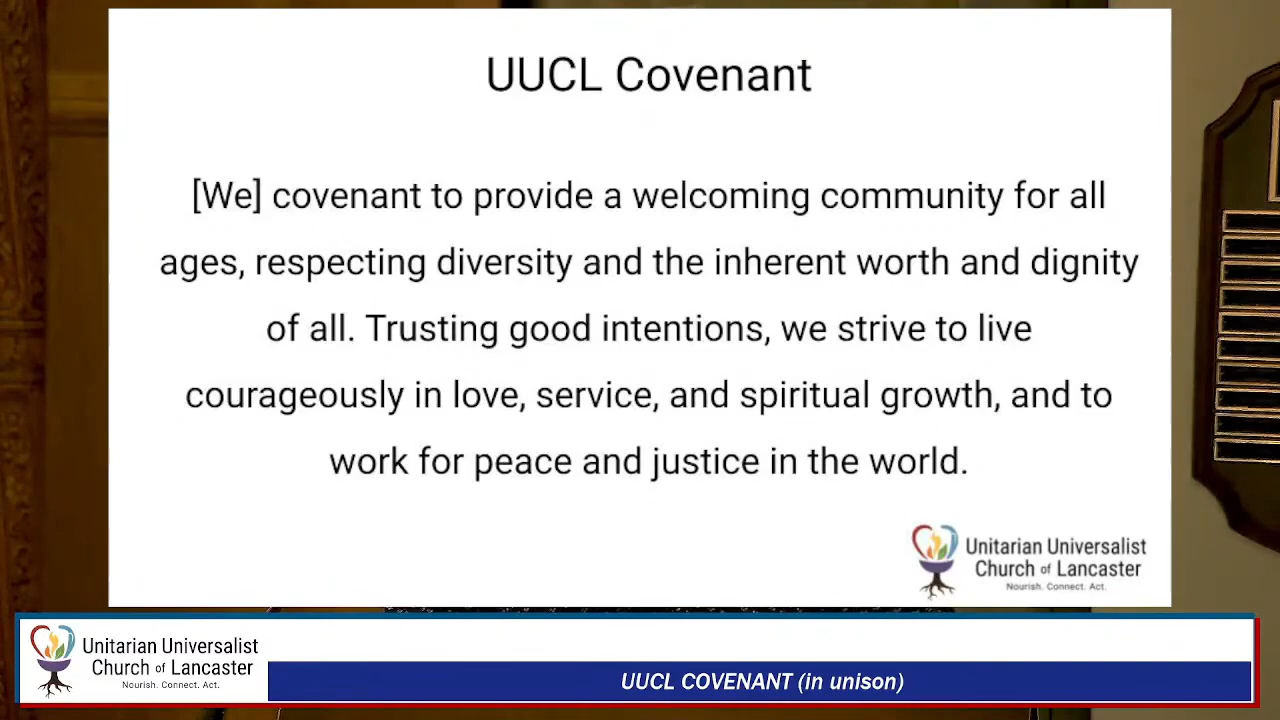 UUCL Covenant
[We] covenant to provide a welcoming community for all
ages, respecting diversity and the inherent worth and dignity
of all. Trusting good intentions, we strive to live
courageously in love, service, and spiritual growth, and to
work for peace and justice in the world.
Unitarian Universalist
Church of Lancaster
Nourish. Connect. Act.
Unitarian Universalist
Church of Lancaster
Nourish. Connect. Act.
UUCL COVENANT (in unison)